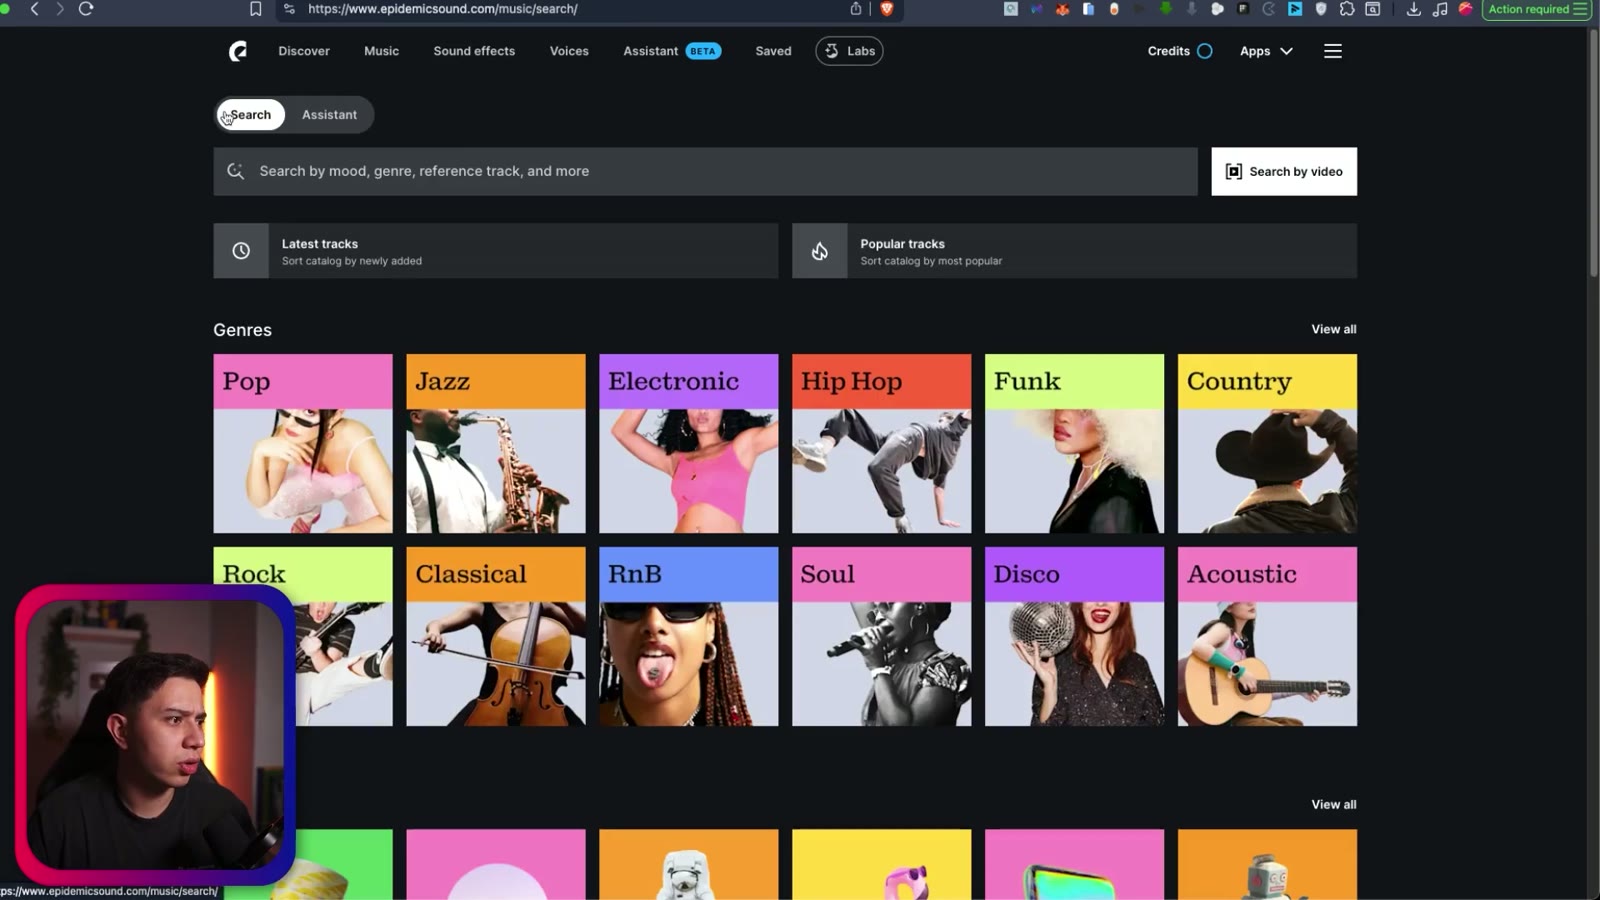 https://www.epidemicsound.com/music/search/
Action required
Discover
Music
Sound effects
Voices
Assistant BETA
Saved
Labs
Credits
Apps
Search
Assistant
Search by mood, genre, reference track, and more
Search by video
Latest tracks
Sort catalog by newly added
Popular tracks
Sort catalog by most popular
Genres
View all
Pop
Jazz
Electronic
Hip Hop
Funk
Country
Rock
Classical
RnB
Soul
Disco
Acoustic
View all
ps://www.epidemicsound.com/music/search/